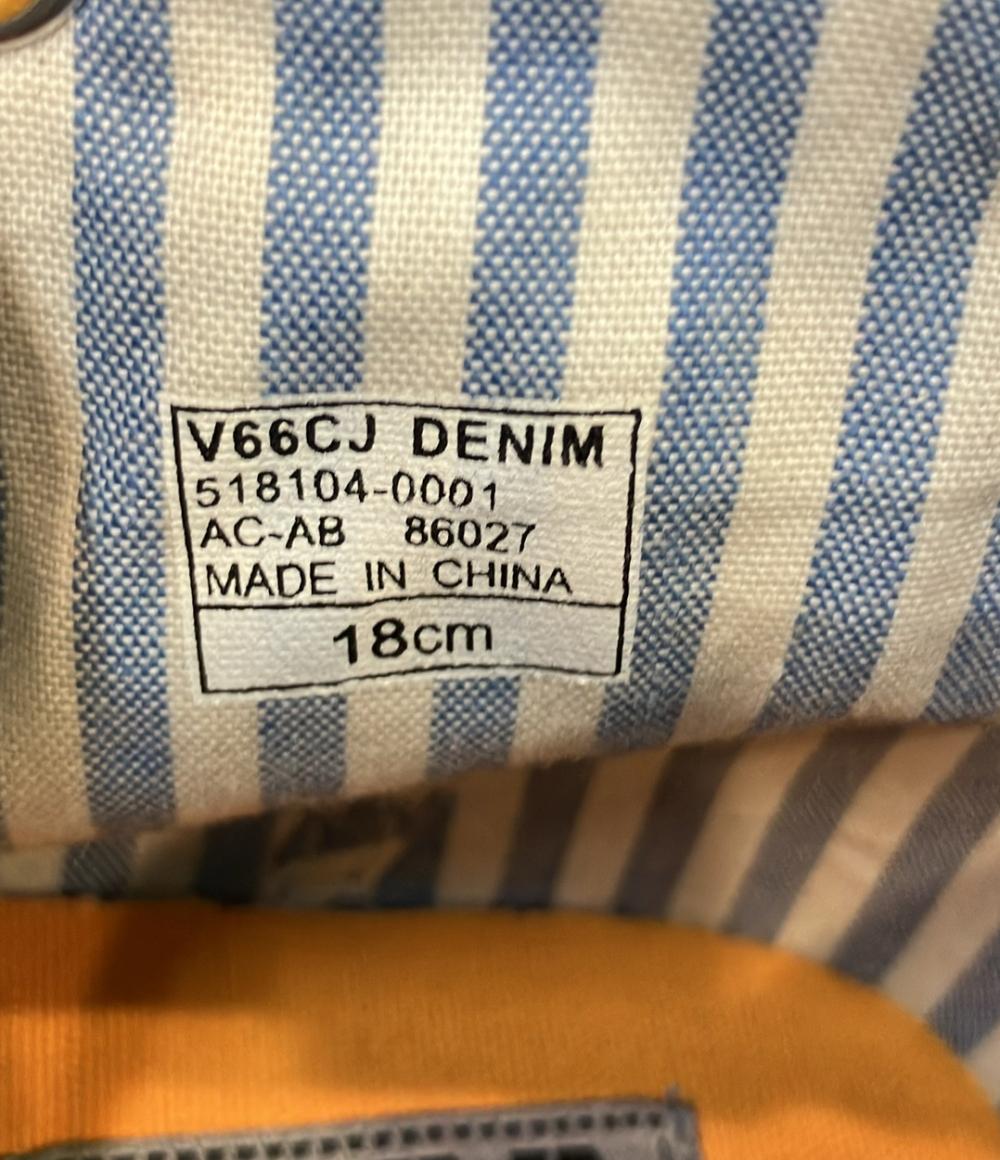 V66CJ DENIM
518104-0001
AC-AB 86027
MADE IN CHINA
18cm